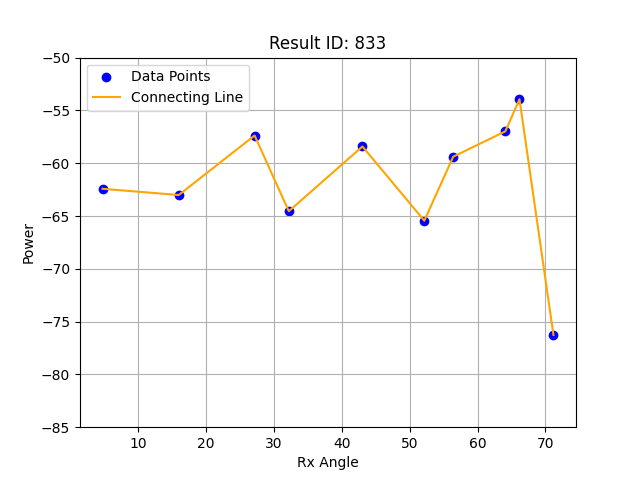 Result ID: 833
Data Points
Connecting Line
−50
−55
−60
−65
−70
−75
−80
−85
Power
10 20 30 40 50 60 70
Rx Angle